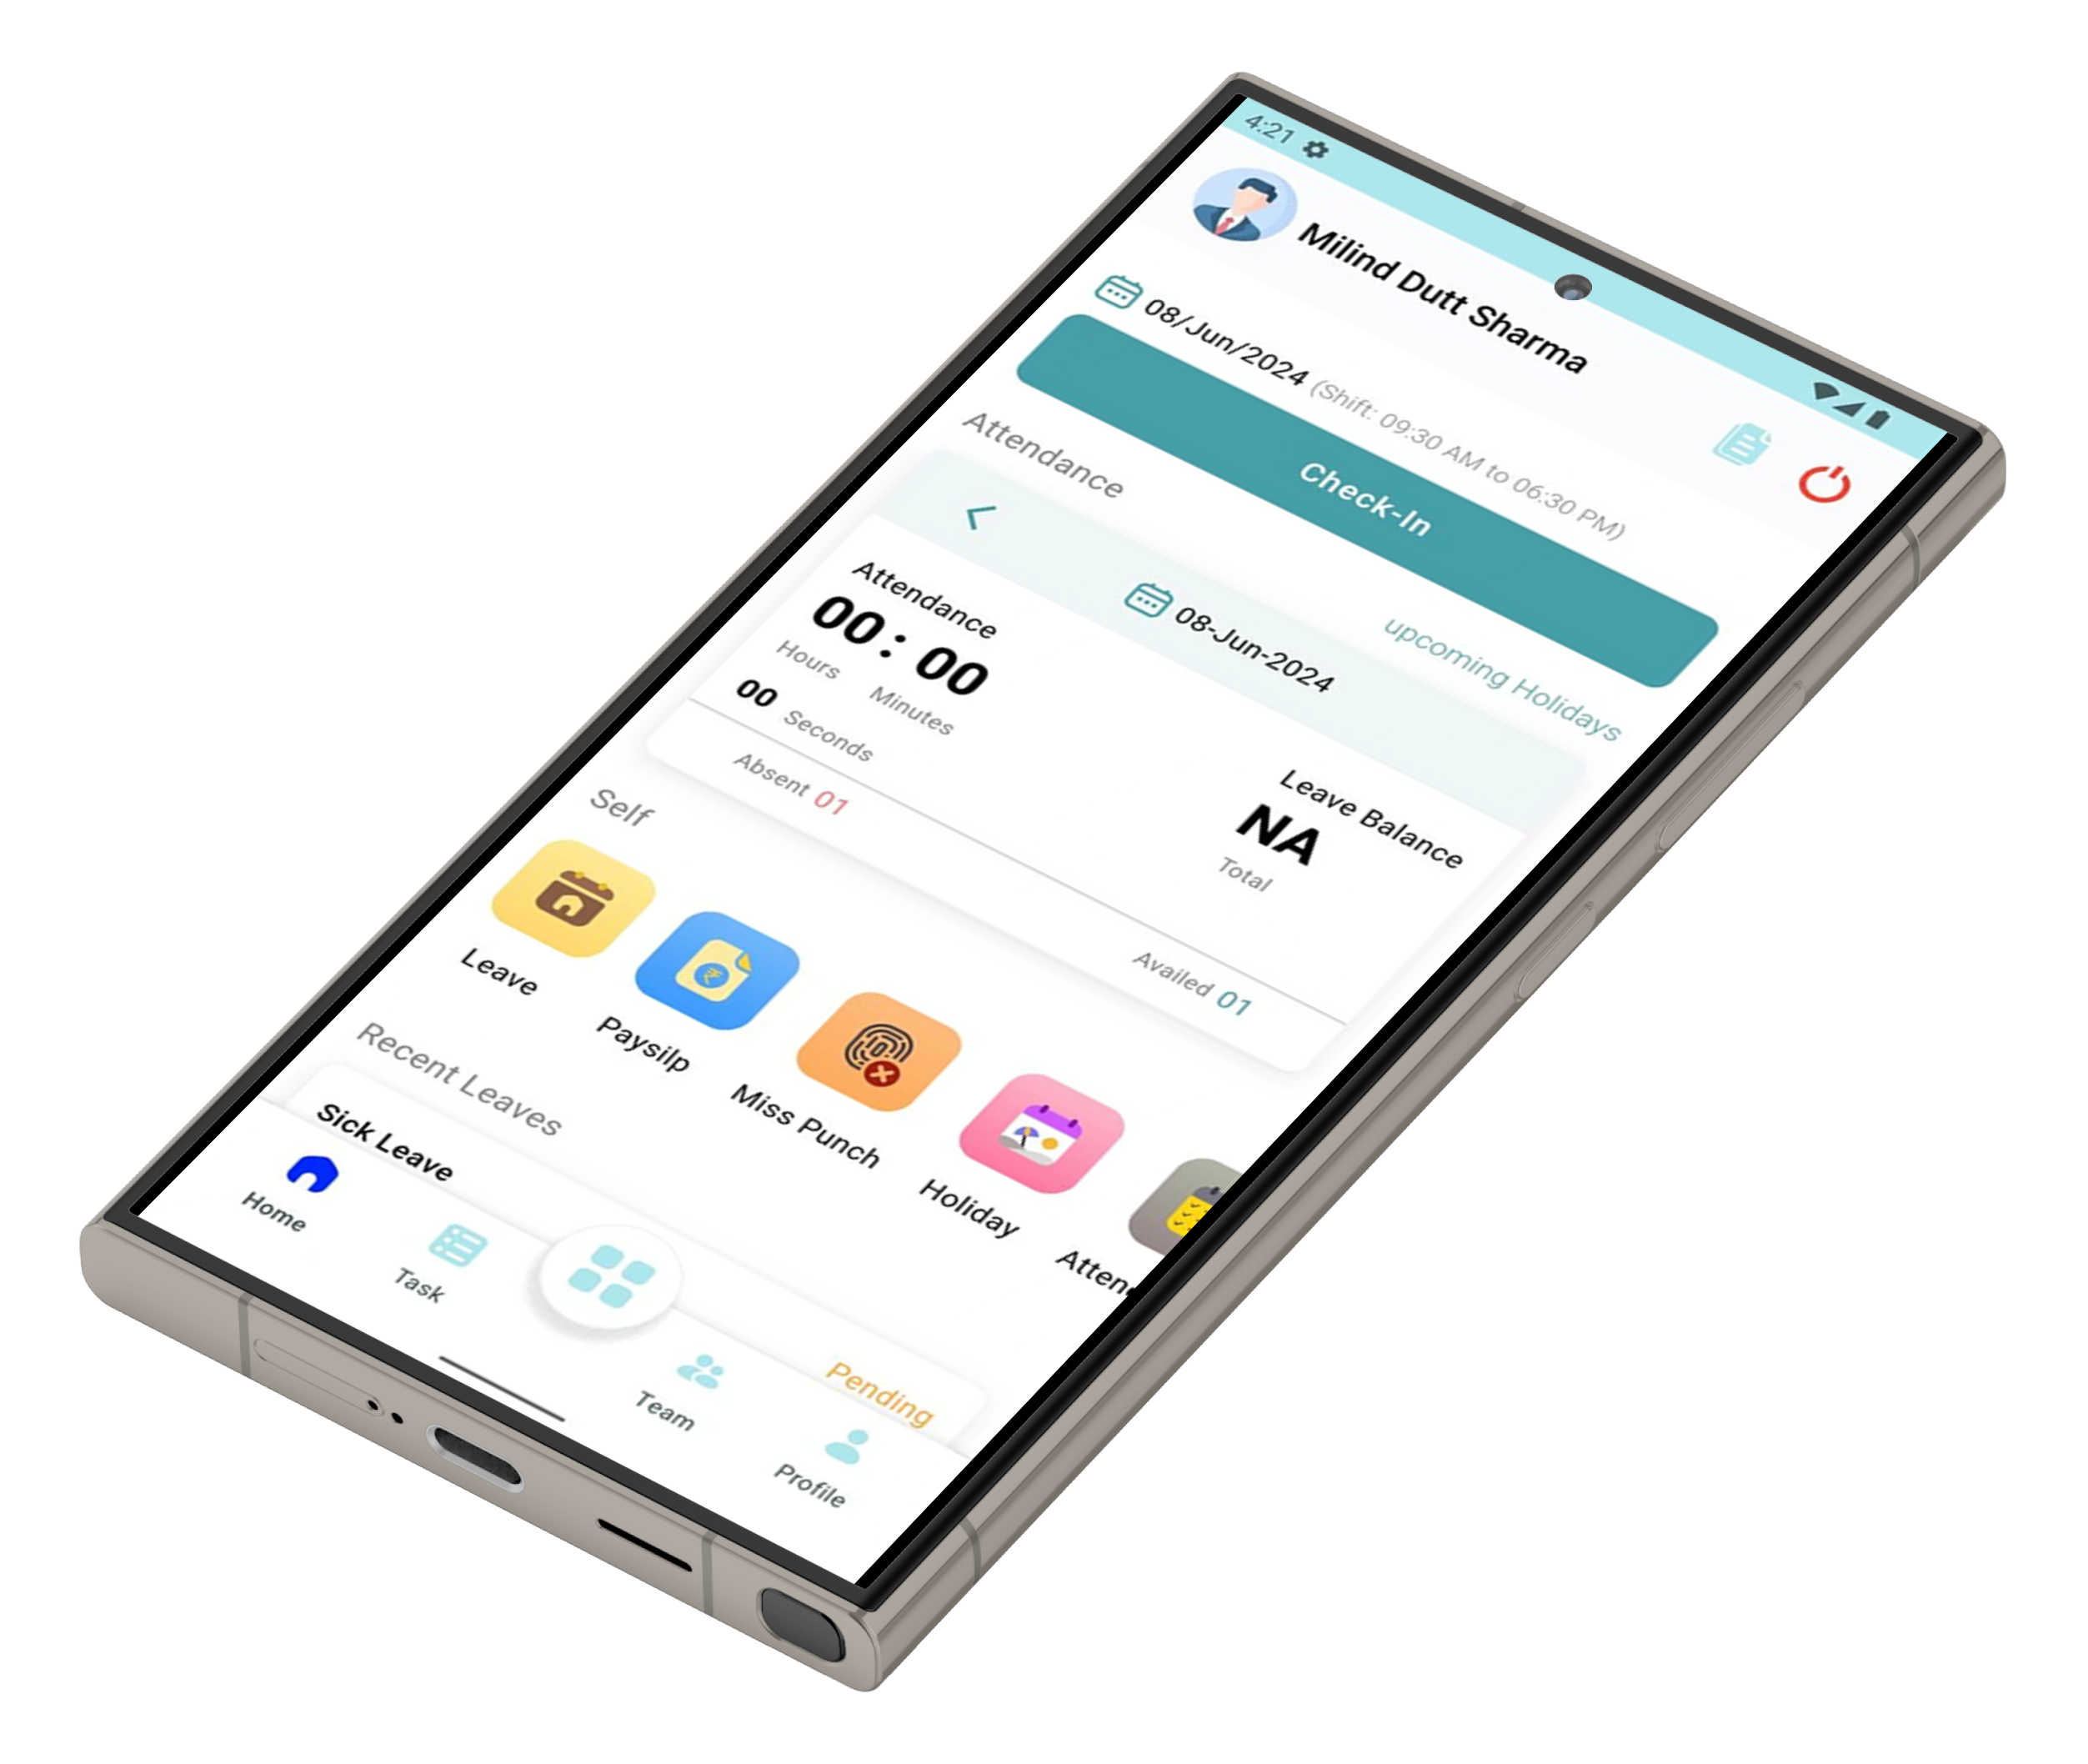 4:21
Milind Dutt Sharma
08/Jun/2024 (Shift: 09:30 AM to 06:30 PM)
Check-In
Attendance
upcoming Holidays
08-Jun-2024
Attendance
00: 00
Hours Minutes
00 Seconds
Leave Balance
NA
Total
Absent 01
Availed 01
Self
Leave
Paysilp
Miss Punch
Holiday
Atten
Recent Leaves
Sick Leave
Pending
Home
Task
Team
Profile